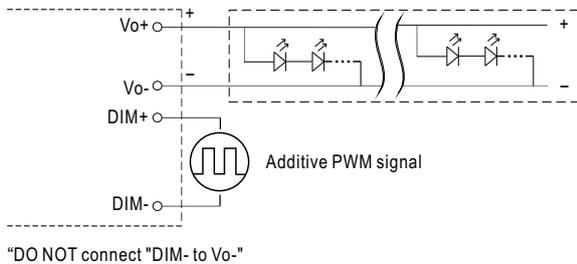 Vo+
+
+
Vo-
−
−
DIM+
Additive PWM signal
DIM-
“DO NOT connect "DIM- to Vo-"